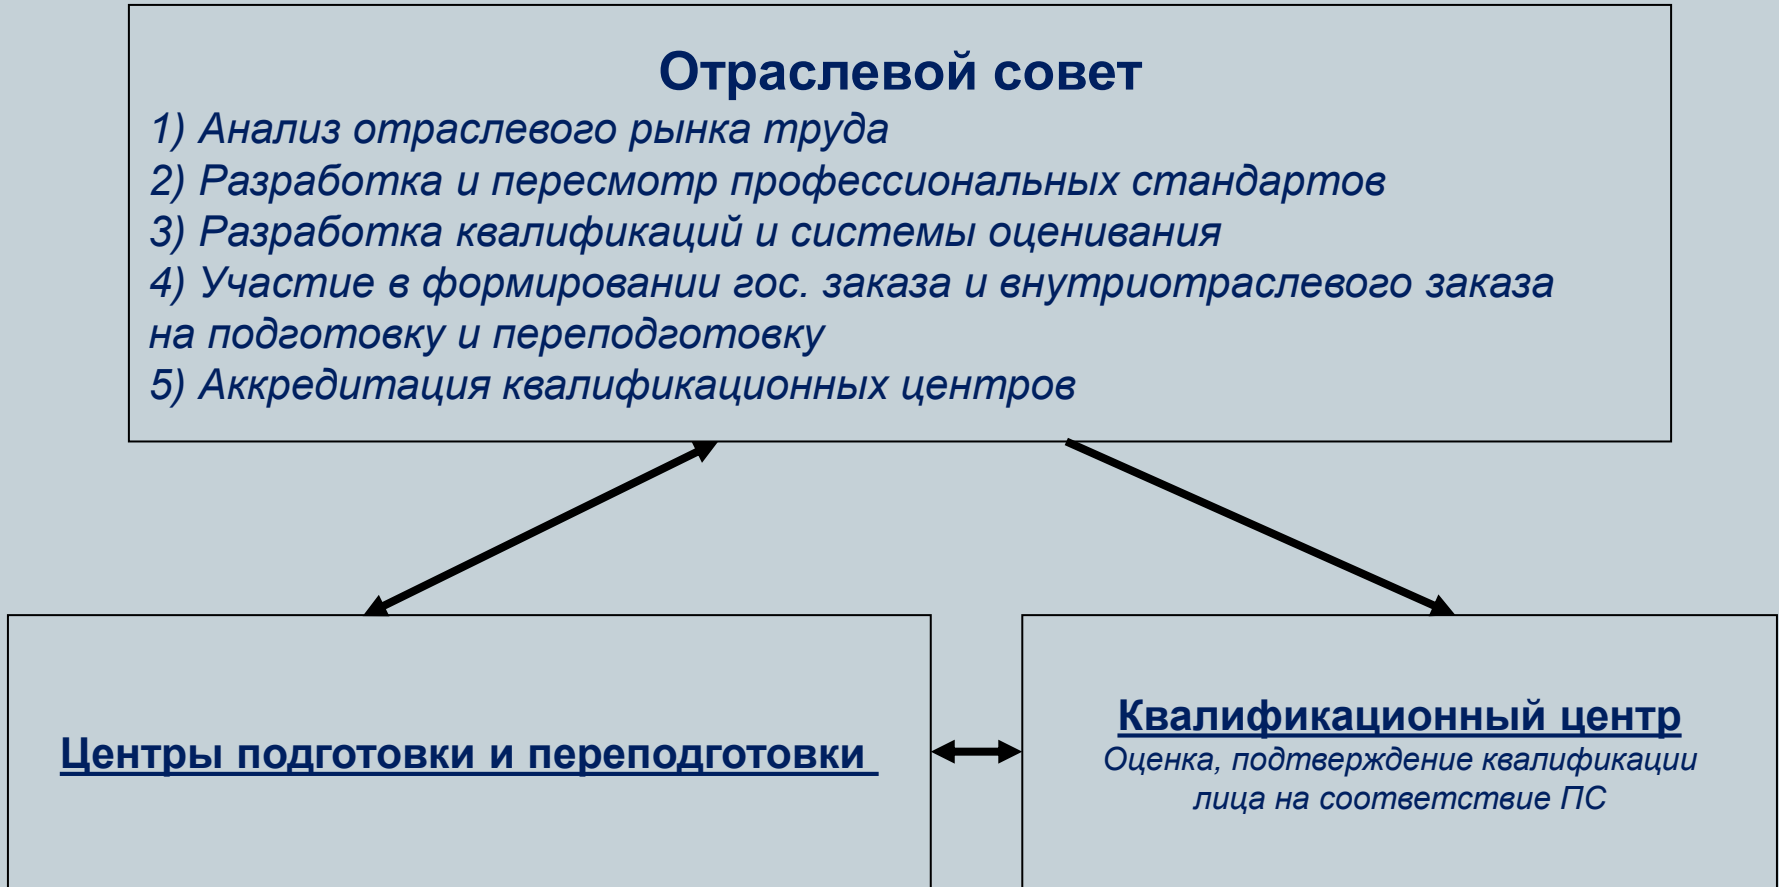 Отраслевой совет
1) Анализ отраслевого рынка труда
2) Разработка и пересмотр профессиональных стандартов
3) Разработка квалификаций и системы оценивания
4) Участие в формировании гос. заказа и внутриотраслевого заказа
на подготовку и переподготовку
5) Аккредитация квалификационных центров
Центры подготовки и переподготовки
Квалификационный центр
Оценка, подтверждение квалификации
лица на соответствие ПС